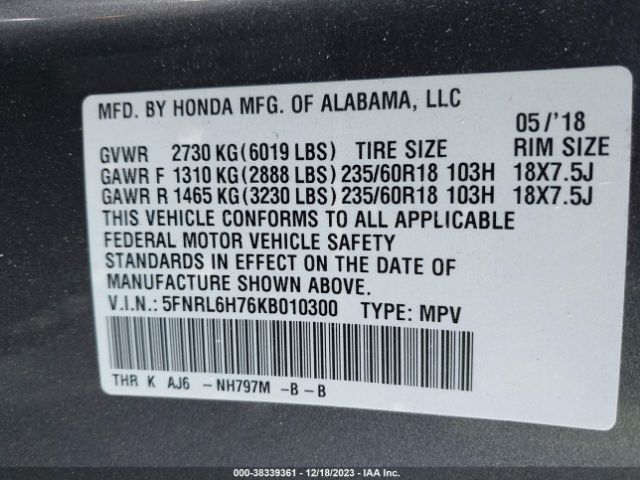 MFD. BY HONDA MFG. OF ALABAMA, LLC
05/'18
GVWR 2730 KG(6019 LBS) TIRE SIZE RIM SIZE
GAWR F 1310 KG(2888 LBS) 235/60R18 103H 18X7.5J
GAWR R 1465 KG(3230 LBS) 235/60R18 103H 18X7.5J
THIS VEHICLE CONFORMS TO ALL APPLICABLE
FEDERAL MOTOR VEHICLE SAFETY
STANDARDS IN EFFECT ON THE DATE OF
MANUFACTURE SHOWN ABOVE.
V.I.N.: 5FNRL6H76KB010300 TYPE: MPV
THR K AJ6 -NH797M -B -B
000-38339361 - 12/18/2023 - IAA Inc.